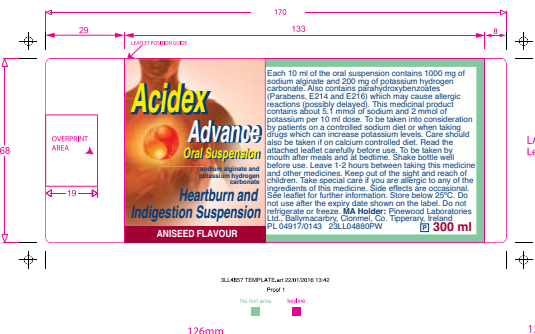 170
29
133
8
LEAFLET POSITION GUIDE
68
OVERPRINT
AREA
19
Acidex
Advance
Oral Suspension
sodium alginate and
potassium hydrogen
carbonate
Heartburn and
Indigestion Suspension
ANISEED FLAVOUR
Each 10 ml of the oral suspension contains 1000 mg of
sodium alginate and 200 mg of potassium hydrogen
carbonate. Also contains parahydroxybenzoates
(Parabens, E214 and E216) which may cause allergic
reactions (possibly delayed). This medicinal product
contains about 5.1 mmol of sodium and 2 mmol of
potassium per 10 ml dose. To be taken into consideration
by patients on a controlled sodium diet or when taking
drugs which can increase potassium levels. Care should
also be taken if on calcium controlled diet. Read the
attached leaflet carefully before use. To be taken by
mouth after meals and at bedtime. Shake bottle well
before use. Leave 1-2 hours between taking this medicine
and other medicines. Keep out of the sight and reach of
children. Take special care if you are allergic to any of the
ingredients of this medicine. Side effects are occasional.
See leaflet for further information. Store below 25ºC. Do
not use after the expiry date shown on the label. Do not
refrigerate or freeze. MA Holder: Pinewood Laboratories
Ltd., Ballymacarbry, Clonmel, Co. Tipperary, Ireland
PL 04917/0143 23LL04880PW
P 300 ml
LA
Le
3LL4857 TEMPLATE.art 22/01/2016 13:42
Proof 1
No text area
keyline
126mm